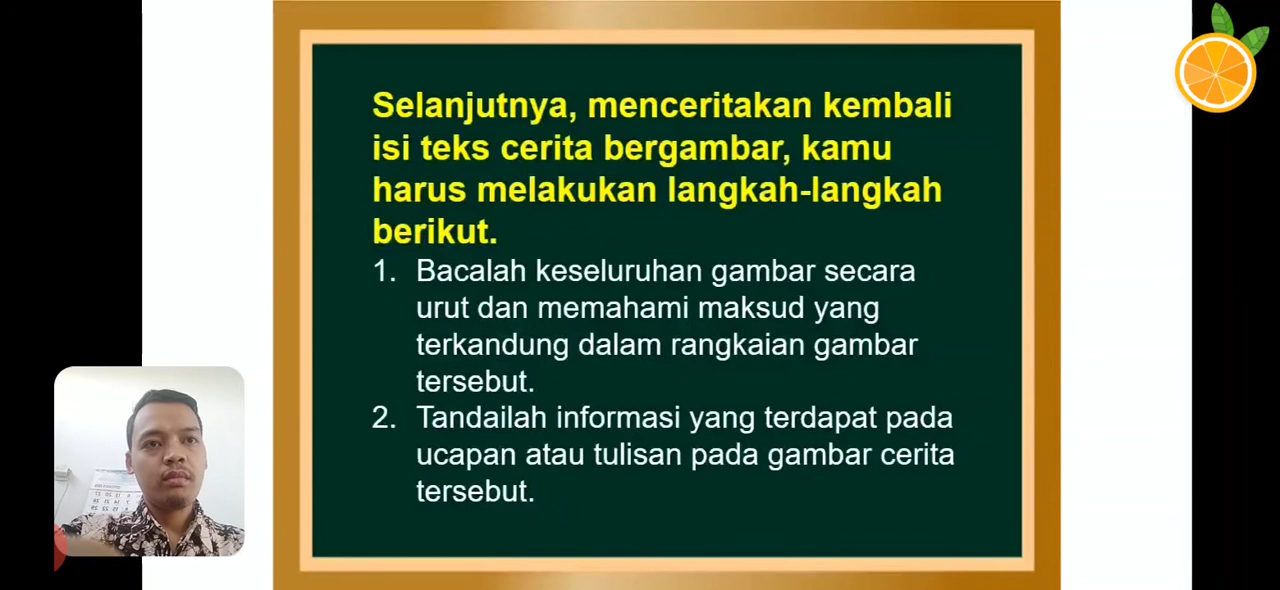 Selanjutnya, menceritakan kembali
isi teks cerita bergambar, kamu
harus melakukan langkah-langkah
berikut.
1. Bacalah keseluruhan gambar secara
urut dan memahami maksud yang
terkandung dalam rangkaian gambar
tersebut.
2. Tandailah informasi yang terdapat pada
ucapan atau tulisan pada gambar cerita
tersebut.